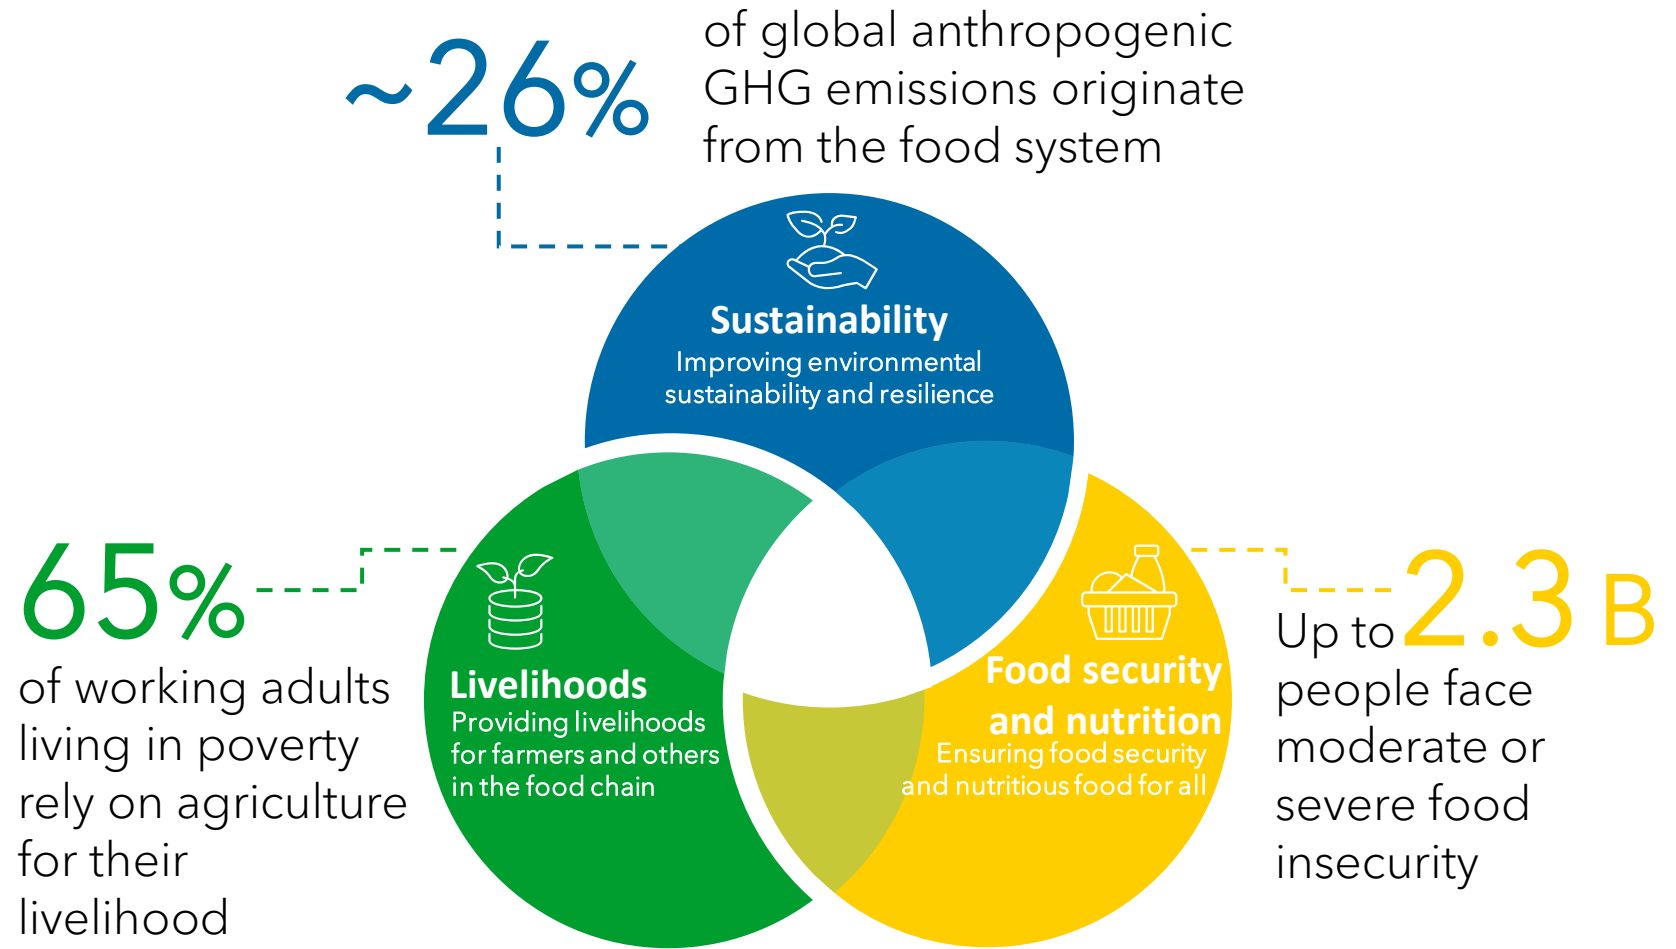 ~26%
of global anthropogenic
GHG emissions originate
from the food system
Sustainability
Improving environmental
sustainability and resilience
65%
of working adults
living in poverty
rely on agriculture
for their
livelihood
Livelihoods
Providing livelihoods
for farmers and others
in the food chain
Food security
and nutrition
Ensuring food security
and nutritious food for all
Up to 2.3 B
people face
moderate or
severe food
insecurity